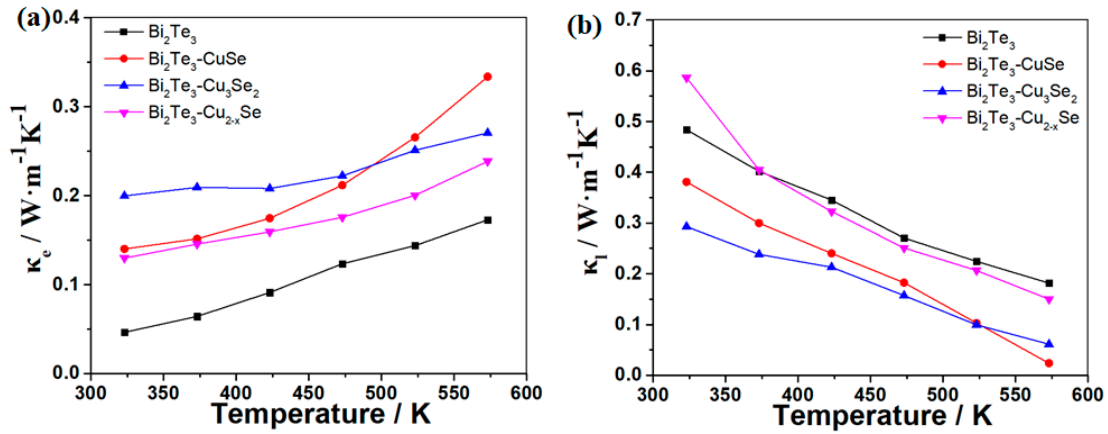 (a)
0.4
0.3
0.2
0.1
0.0
κₑ / W·m⁻¹K⁻¹
Bi₂Te₃
Bi₂Te₃-CuSe
Bi₂Te₃-Cu₃Se₂
Bi₂Te₃-Cu₂₋ₓSe
300 350 400 450 500 550 600
Temperature / K
(b)
0.7
0.6
0.5
0.4
0.3
0.2
0.1
0.0
κₗ / W·m⁻¹K⁻¹
Bi₂Te₃
Bi₂Te₃-CuSe
Bi₂Te₃-Cu₃Se₂
Bi₂Te₃-Cu₂₋ₓSe
300 350 400 450 500 550 600
Temperature / K